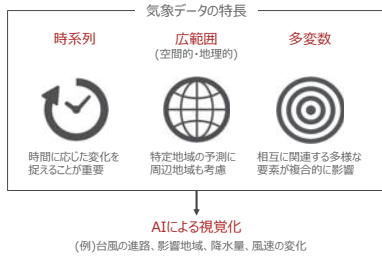 気象データの特長
時系列
広範囲
(空間的・地理的)
多変数
時間に応じた変化を
捉えることが重要
特定地域の予測に
周辺地域も考慮
相互に関連する多様な
要素が複合的に影響
AIによる視覚化
(例)台風の進路、影響地域、降水量、風速の変化